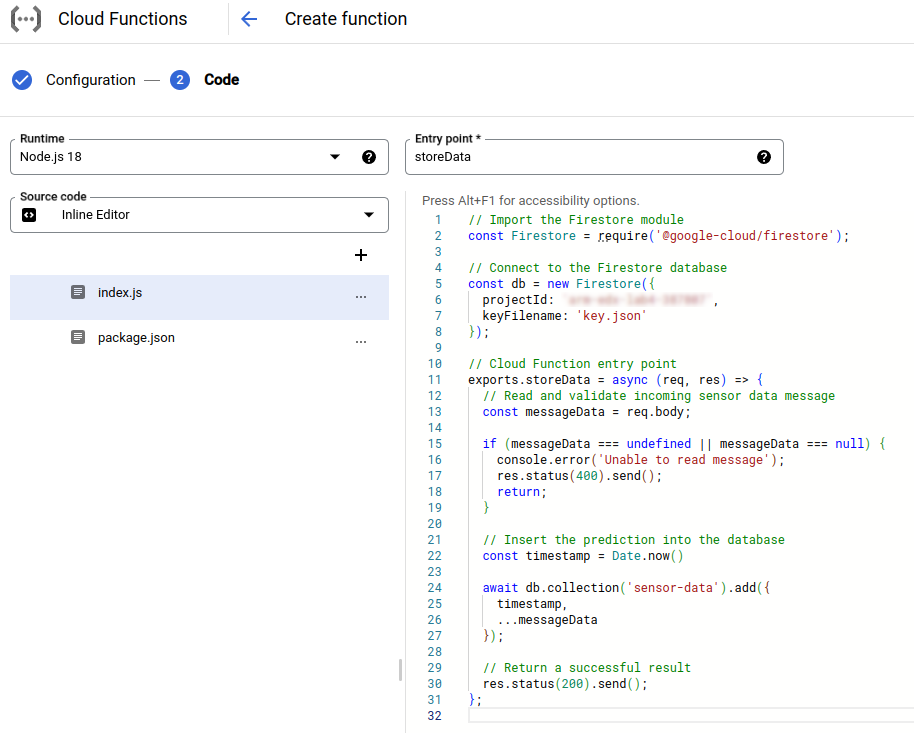 Cloud Functions
Create function
Configuration
2 Code
Runtime
Node.js 18
Entry point *
storeData
Source code
Inline Editor
index.js
package.json
Press Alt+F1 for accessibility options.
1 // Import the Firestore module
2 const Firestore = require('@google-cloud/firestore');
3
4 // Connect to the Firestore database
5 const db = new Firestore({
6 projectId: ' ',
7 keyFilename: 'key.json'
8 });
9
10 // Cloud Function entry point
11 exports.storeData = async (req, res) => {
12 // Read and validate incoming sensor data message
13 const messageData = req.body;
14
15 if (messageData === undefined || messageData === null) {
16 console.error('Unable to read message');
17 res.status(400).send();
18 return;
19 }
20
21 // Insert the prediction into the database
22 const timestamp = Date.now()
23
24 await db.collection('sensor-data').add({
25 timestamp,
26 ...messageData
27 });
28
29 // Return a successful result
30 res.status(200).send();
31 };
32